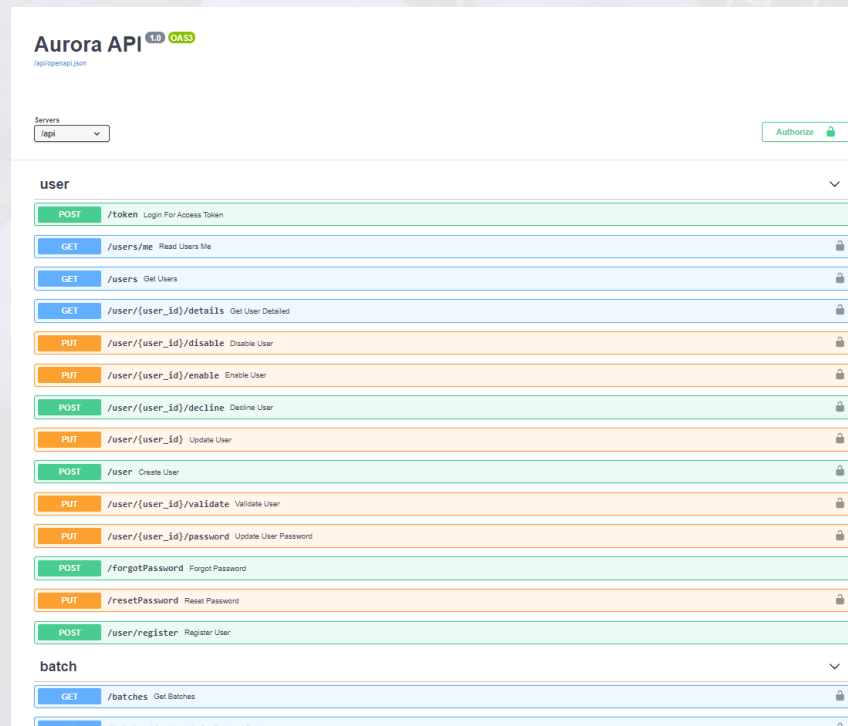 Aurora API 1.0 OAS3
/api/openapi.json
Servers
/api
Authorize
user
POST /token Login For Access Token
GET /users/me Read Users Me
GET /users Get Users
GET /user/{user_id}/details Get User Detailed
PUT /user/{user_id}/disable Disable User
PUT /user/{user_id}/enable Enable User
POST /user/{user_id}/decline Decline User
PUT /user/{user_id} Update User
POST /user Create User
PUT /user/{user_id}/validate Validate User
PUT /user/{user_id}/password Update User Password
POST /forgotPassword Forgot Password
PUT /resetPassword Reset Password
POST /user/register Register User
batch
GET /batches Get Batches